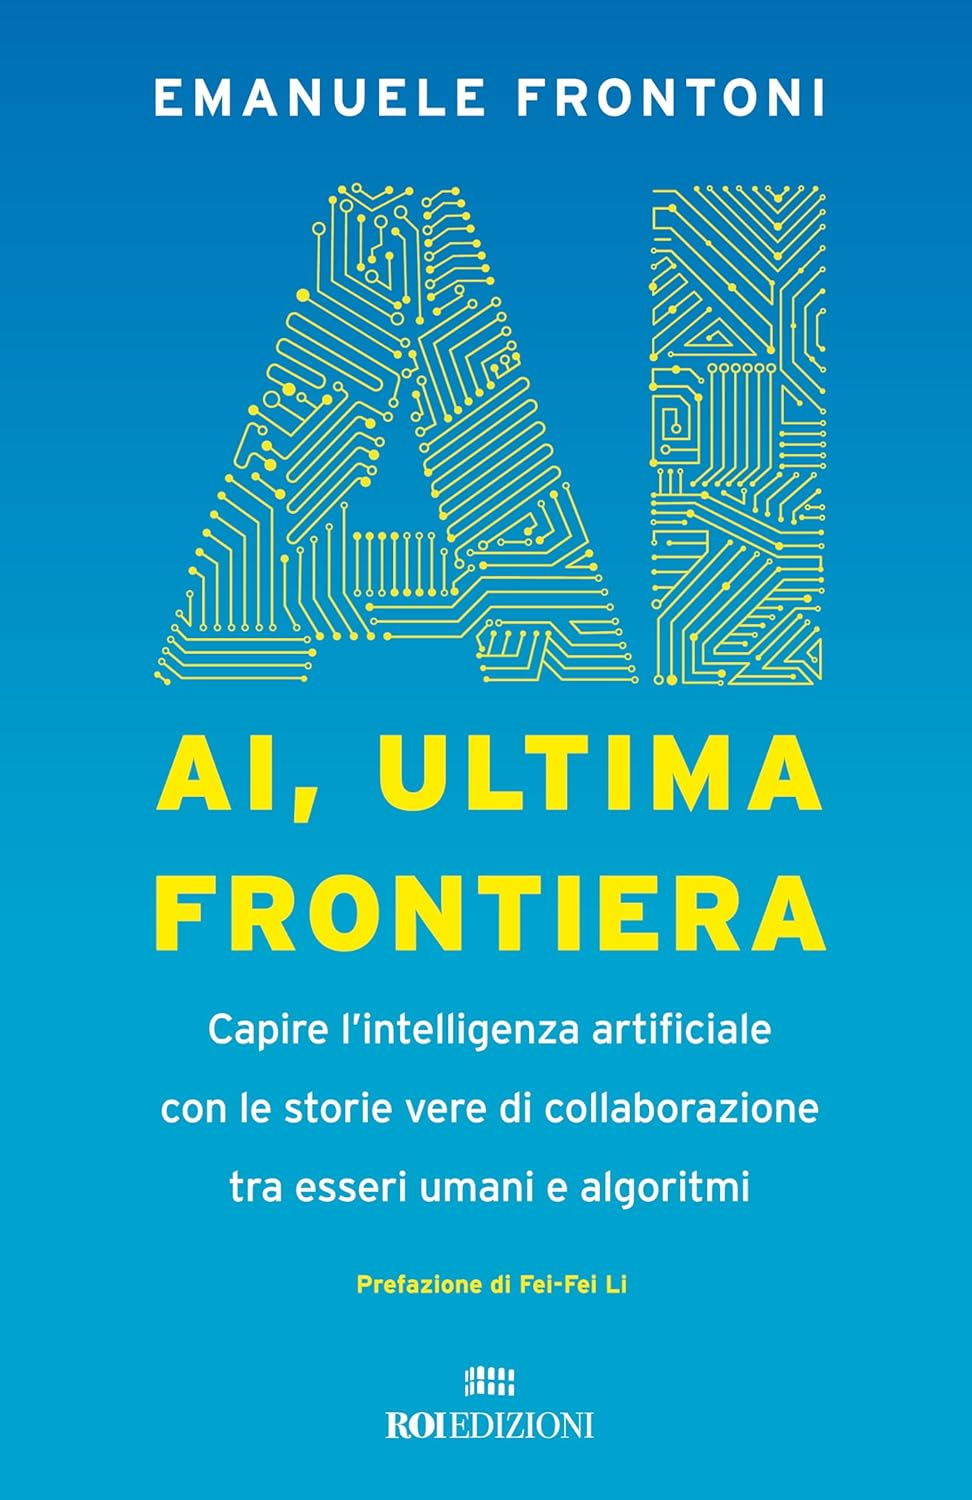 EMANUELE FRONTONI
AI
AI, ULTIMA
FRONTIERA
Capire l'intelligenza artificiale
con le storie vere di collaborazione
tra esseri umani e algoritmi
Prefazione di Fei-Fei Li
ROIEDIZIONI